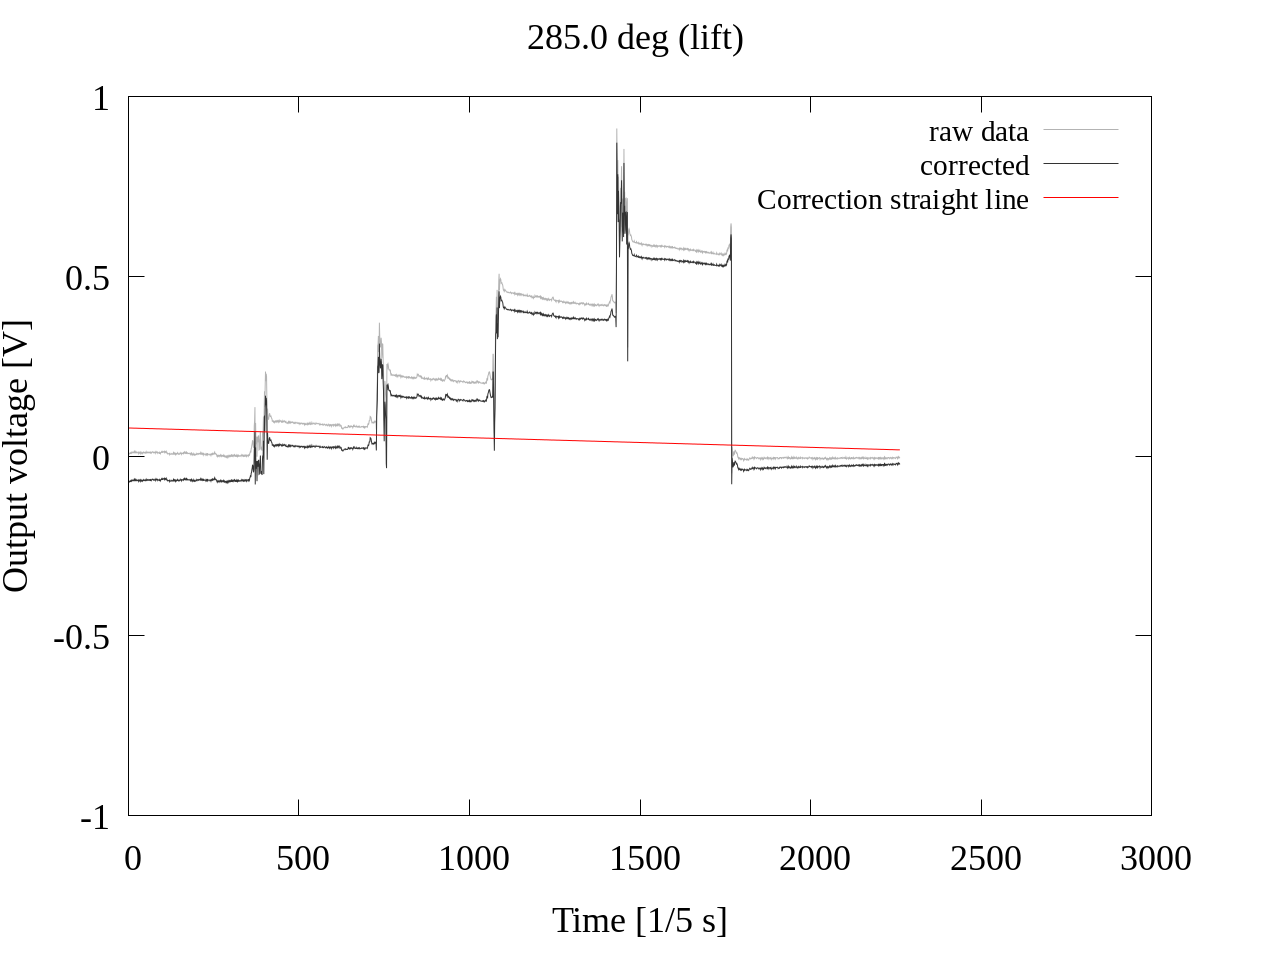 285.0 deg (lift)
1
0.5
0
-0.5
-1
Output voltage [V]
raw data
corrected
Correction straight line
0 500 1000 1500 2000 2500 3000
Time [1/5 s]